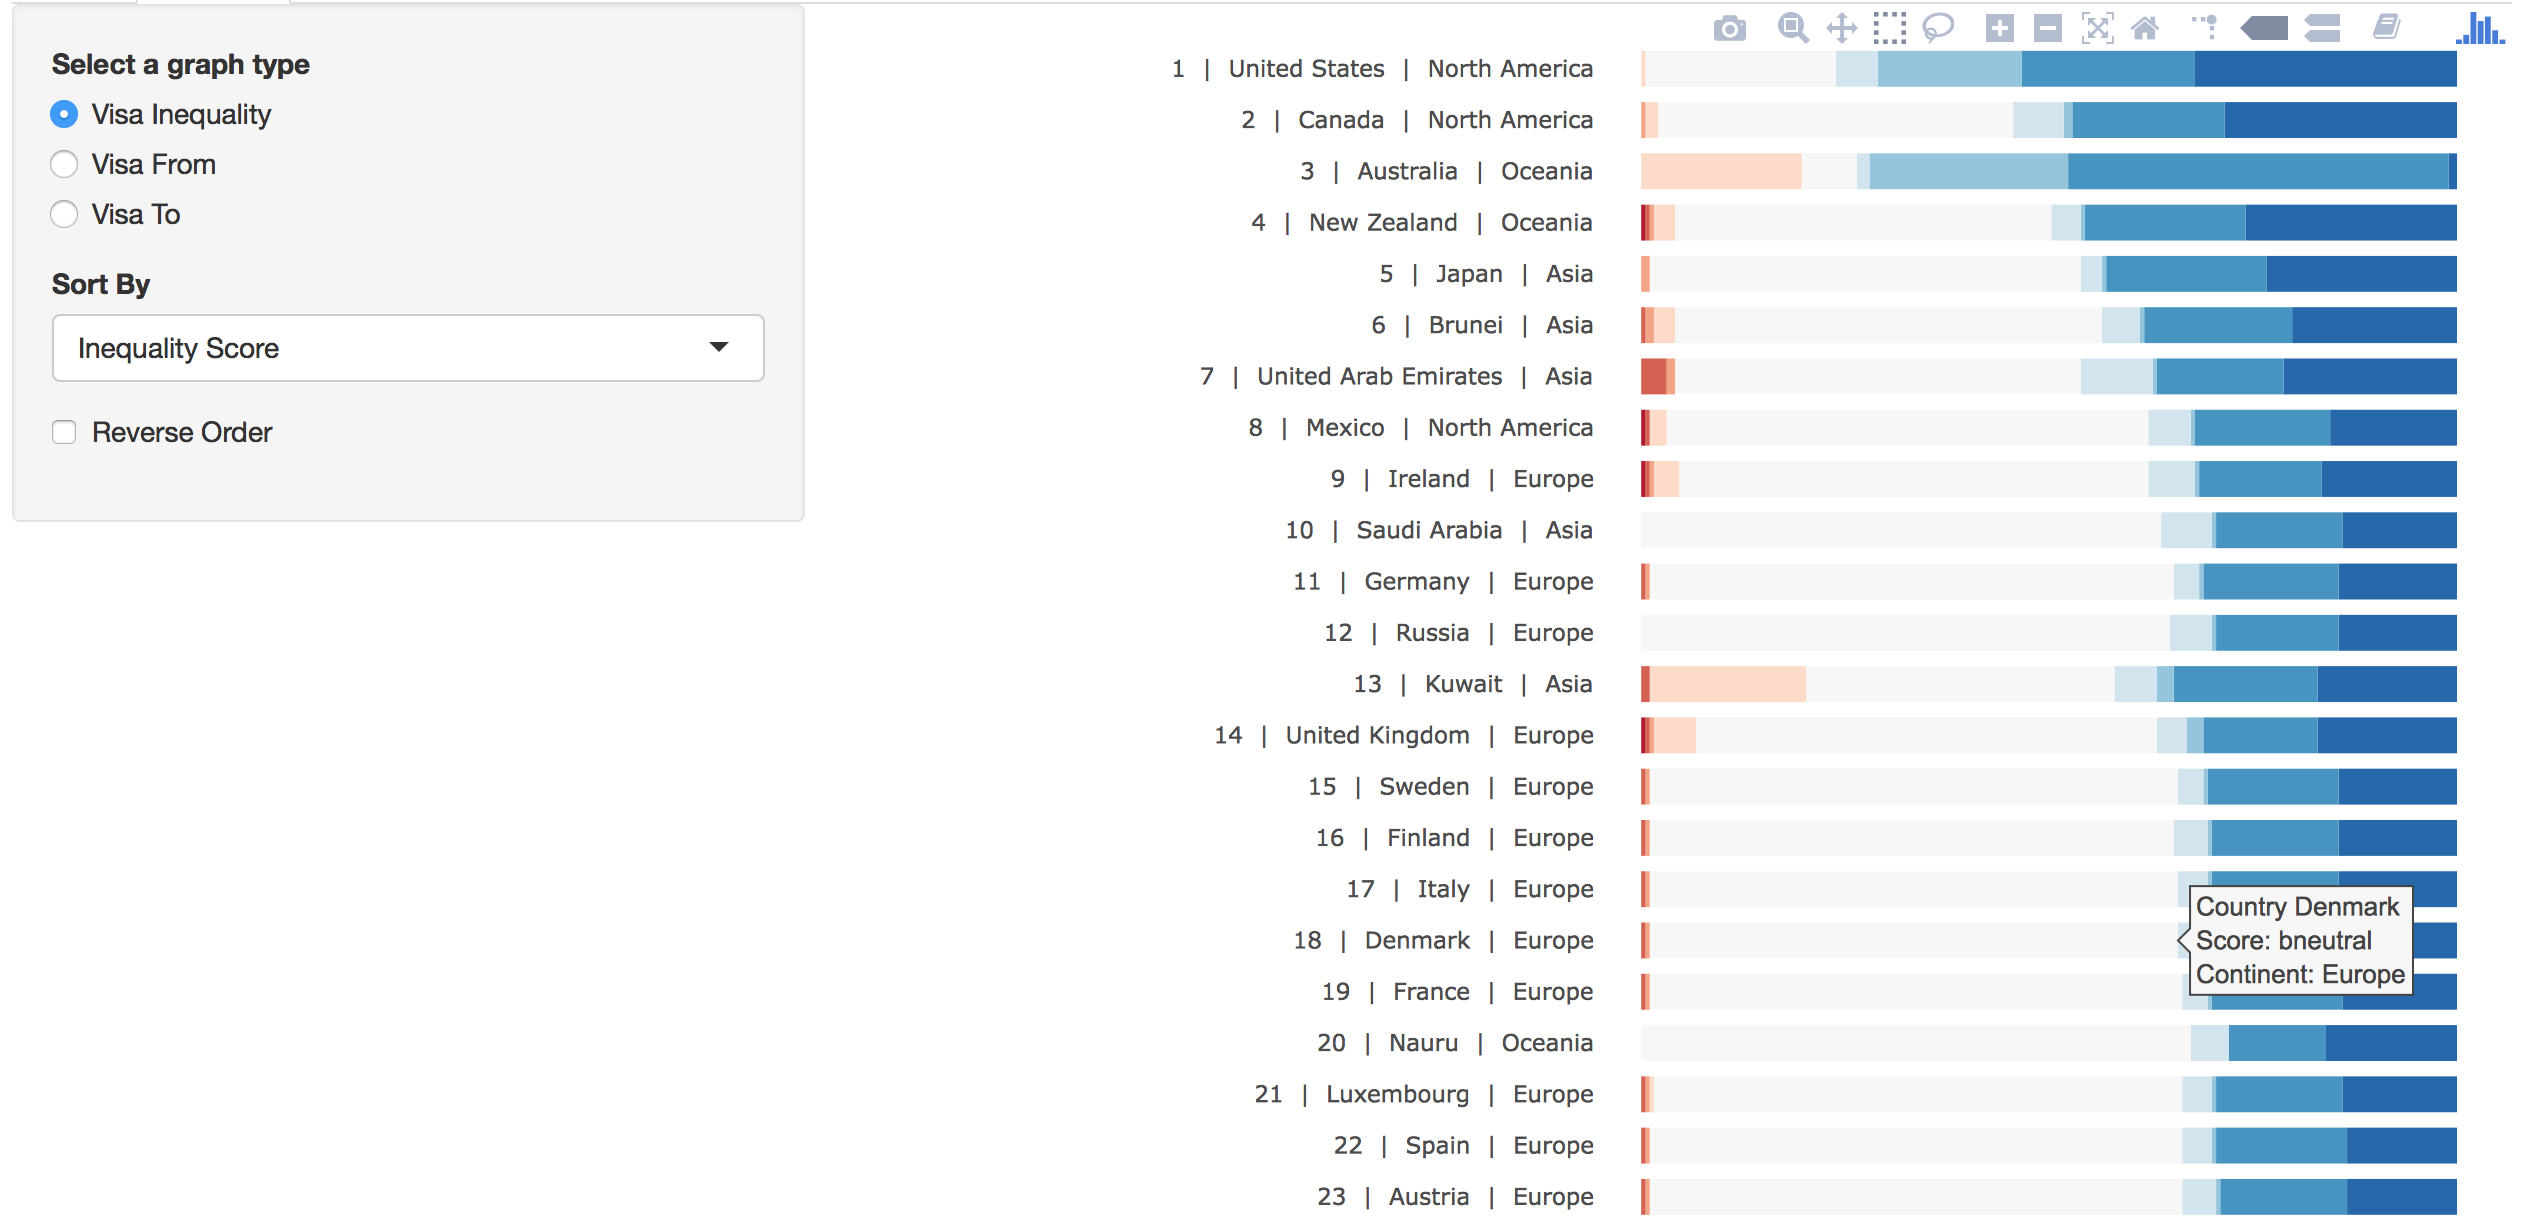 Select a graph type
Visa Inequality
Visa From
Visa To
Sort By
Inequality Score
Reverse Order
1 | United States | North America
2 | Canada | North America
3 | Australia | Oceania
4 | New Zealand | Oceania
5 | Japan | Asia
6 | Brunei | Asia
7 | United Arab Emirates | Asia
8 | Mexico | North America
9 | Ireland | Europe
10 | Saudi Arabia | Asia
11 | Germany | Europe
12 | Russia | Europe
13 | Kuwait | Asia
14 | United Kingdom | Europe
15 | Sweden | Europe
16 | Finland | Europe
17 | Italy | Europe
18 | Denmark | Europe
19 | France | Europe
20 | Nauru | Oceania
21 | Luxembourg | Europe
22 | Spain | Europe
23 | Austria | Europe
Country Denmark
Score: bneutral
Continent: Europe